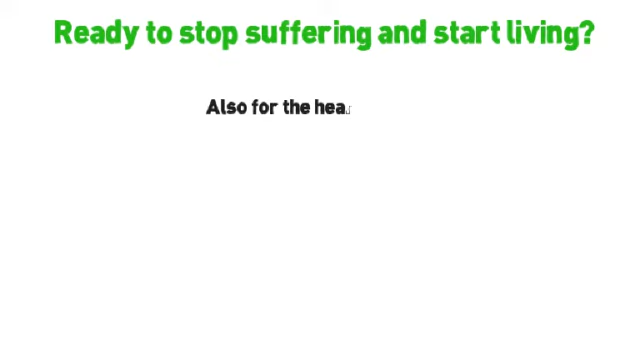 Ready to stop suffering and start living?
Also for the hea